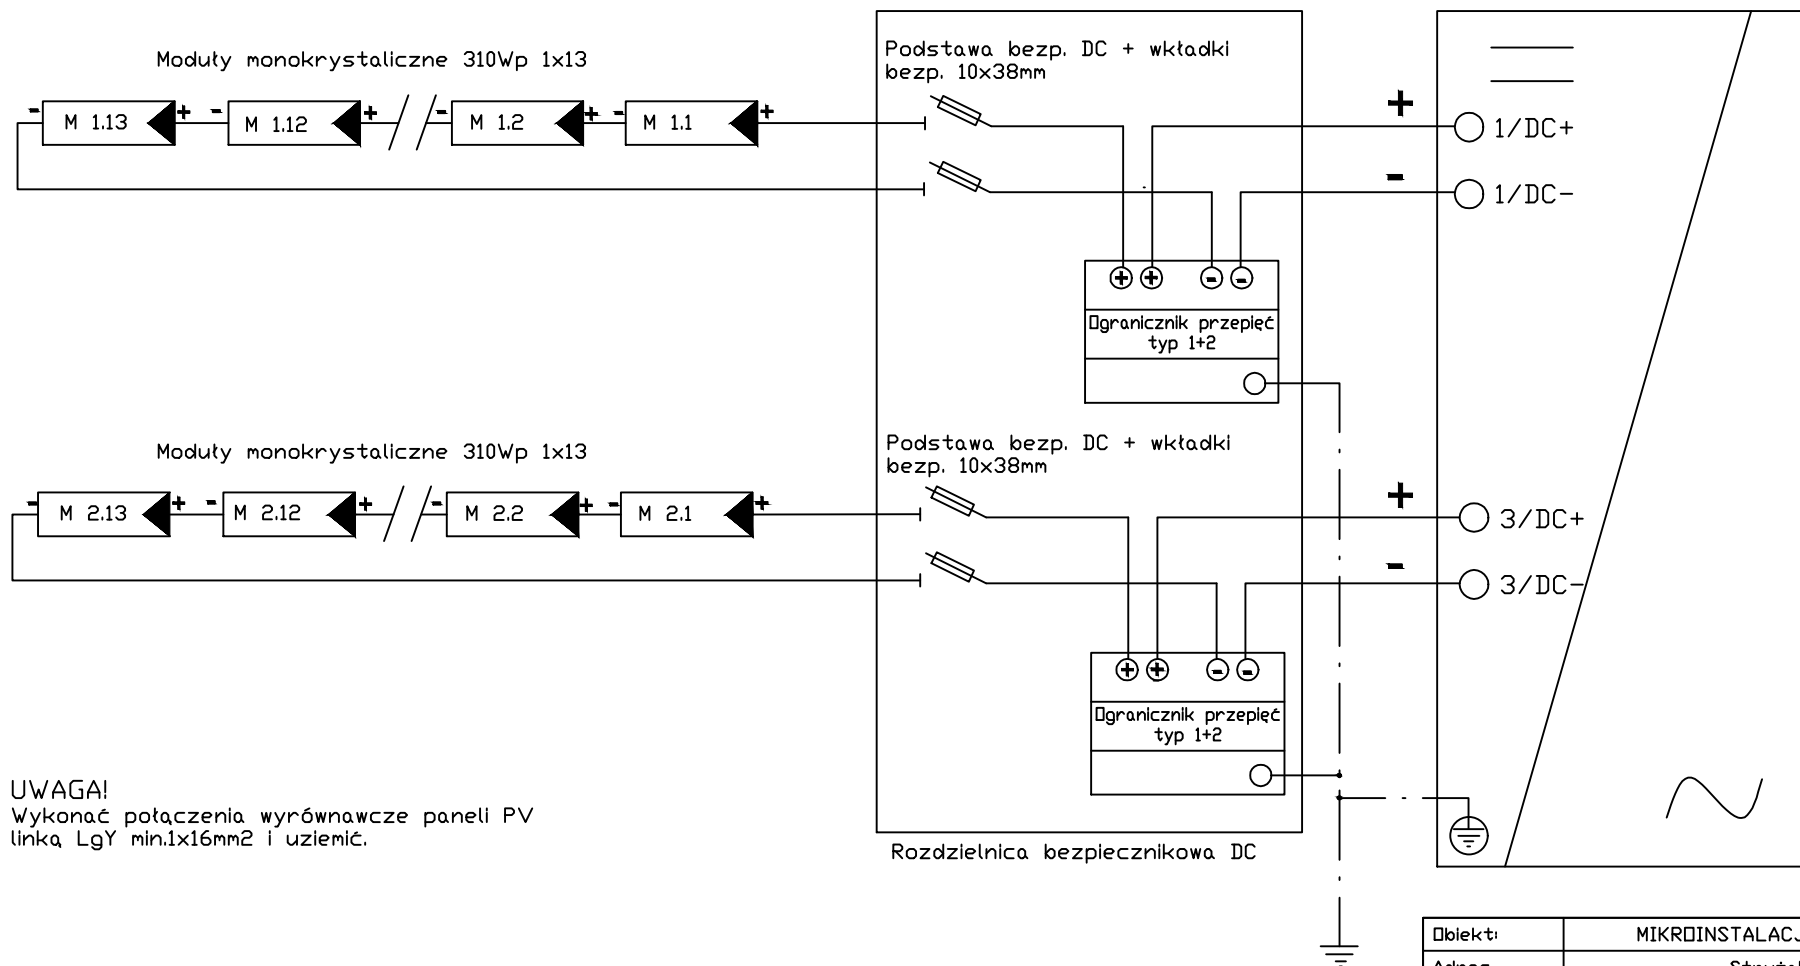 Moduły monokrystaliczne 310Wp 1x13
- M 1.13 + - M 1.12 + - M 1.2 + - M 1.1 +
Podstawa bezp. DC + wkładki
bezp. 10x38mm
+
1/DC+
-
1/DC-
+ + - -
Ogranicznik przepięć
typ 1+2
Moduły monokrystaliczne 310Wp 1x13
- M 2.13 + - M 2.12 + - M 2.2 + - M 2.1 +
Podstawa bezp. DC + wkładki
bezp. 10x38mm
+
3/DC+
-
3/DC-
+ + - -
Ogranicznik przepięć
typ 1+2
UWAGA!
Wykonać połączenia wyrównawcze paneli PV
linką LgY min.1x16mm2 i uziemić.
Rozdzielnica bezpiecznikowa DC
Obiekt: MIKROINSTALACJ